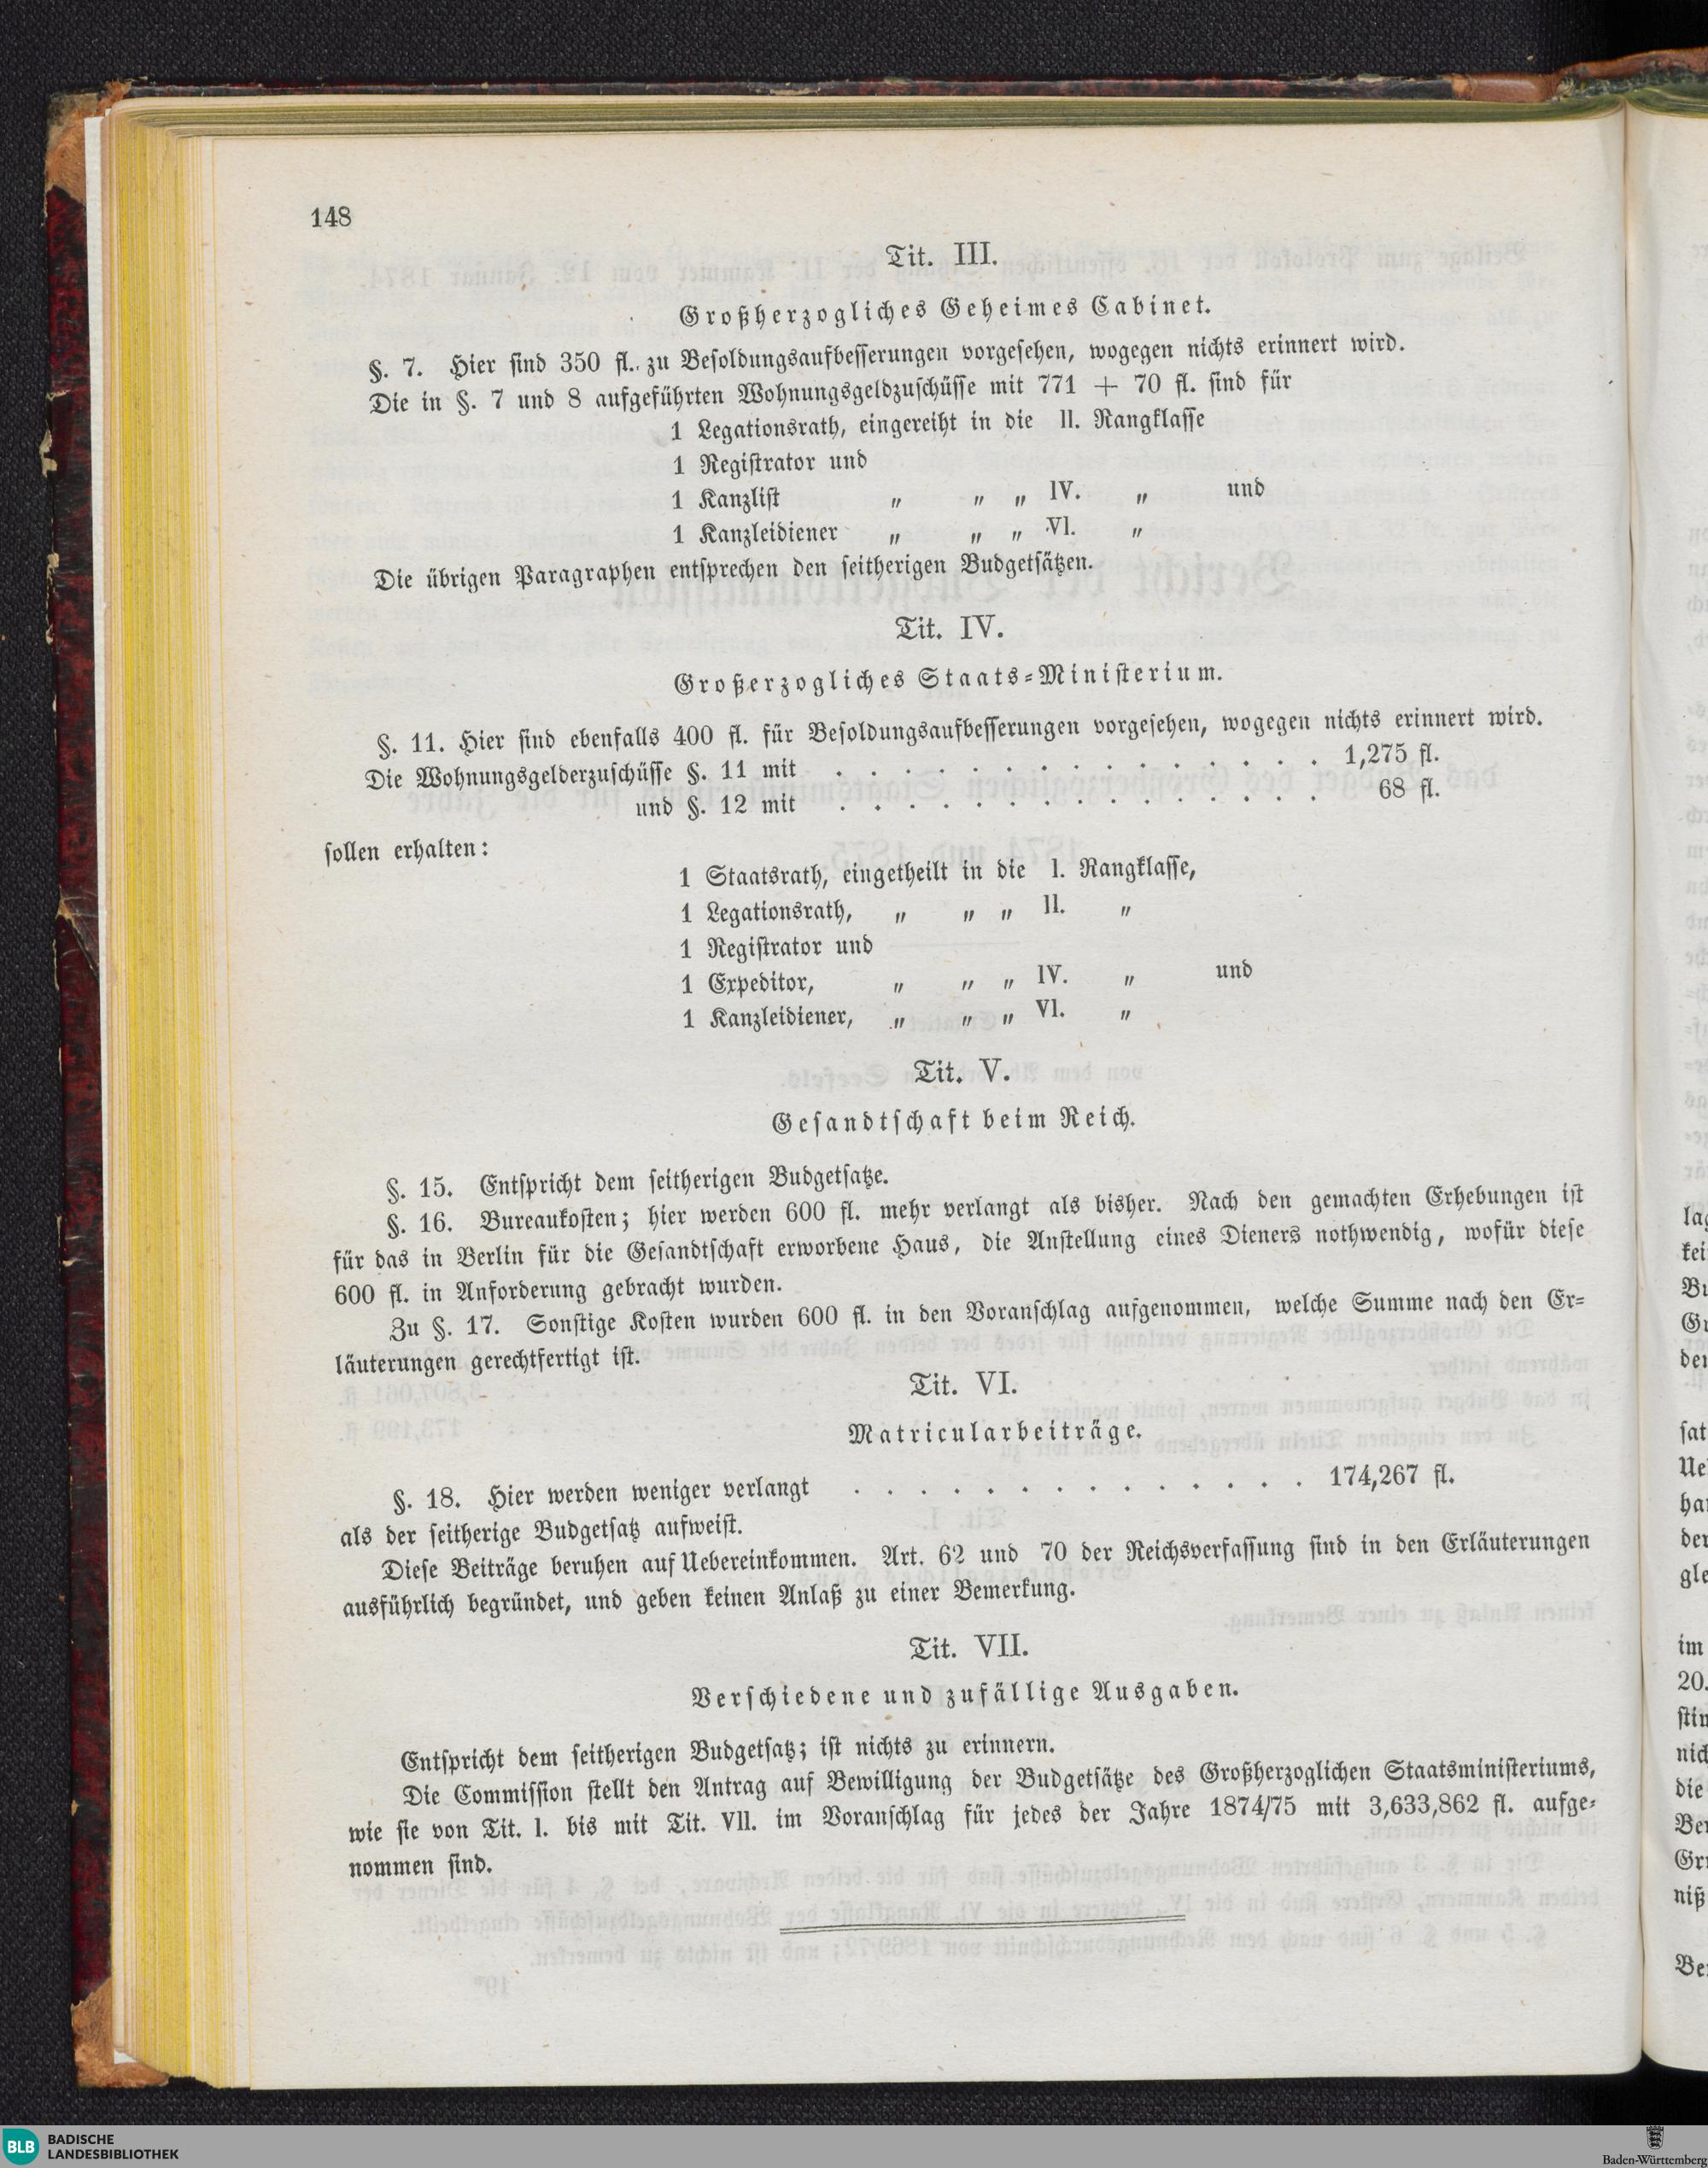 148
Tit. III.
Großherzogliches Geheimes Cabinet.
§. 7. Hier sind 350 fl. zu Besoldungsaufbesserungen vorgesehen, wogegen nichts erinnert wird.
Die in §. 7 und 8 aufgeführten Wohnungsgeldzuschüsse mit 771 + 70 fl. sind für
1 Legationsrath, eingereiht in die II. Rangklasse
1 Registrator und
1 Kanzlist „ „ „ IV. „ und
1 Kanzleidiener „ „ „ VI. „
Die übrigen Paragraphen entsprechen den seitherigen Budgetsätzen.
Tit. IV.
Großerzogliches Staats-Ministerium.
§. 11. Hier sind ebenfalls 400 fl. für Besoldungsaufbesserungen vorgesehen, wogegen nichts erinnert wird.
Die Wohnungsgelderzuschüsse §. 11 mit . . . . . . . . . . . . . . . 1,275 fl.
und §. 12 mit . . . . . . . . . . . . . . . 68 fl.
sollen erhalten:
1 Staatsrath, eingetheilt in die I. Rangklasse,
1 Legationsrath, „ „ „ II. „
1 Registrator und
1 Expeditor, „ „ „ IV. „ und
1 Kanzleidiener, „ „ „ VI. „
Tit. V.
Gesandtschaft beim Reich.
§. 15. Entspricht dem seitherigen Budgetsatze.
§. 16. Bureaukosten; hier werden 600 fl. mehr verlangt als bisher. Nach den gemachten Erhebungen ist
für das in Berlin für die Gesandtschaft erworbene Haus, die Anstellung eines Dieners nothwendig, wofür diese
600 fl. in Anforderung gebracht wurden.
Zu §. 17. Sonstige Kosten wurden 600 fl. in den Voranschlag aufgenommen, welche Summe nach den Er-
läuterungen gerechtfertigt ist.
Tit. VI.
Matricularbeiträge.
§. 18. Hier werden weniger verlangt . . . . . . . . . . . . . . 174,267 fl.
als der seitherige Budgetsatz aufweist.
Diese Beiträge beruhen auf Uebereinkommen. Art. 62 und 70 der Reichsverfassung sind in den Erläuterungen
ausführlich begründet, und geben keinen Anlaß zu einer Bemerkung.
Tit. VII.
Verschiedene und zufällige Ausgaben.
Entspricht dem seitherigen Budgetsatz; ist nichts zu erinnern.
Die Commission stellt den Antrag auf Bewilligung der Budgetsätze des Großherzoglichen Staatsministeriums,
wie sie von Tit. I. bis mit Tit. VII. im Voranschlag für jedes der Jahre 1874/75 mit 3,633,862 fl. aufge-
nommen sind.
BLB BADISCHE
LANDESBIBLIOTHEK
Baden-Württemberg